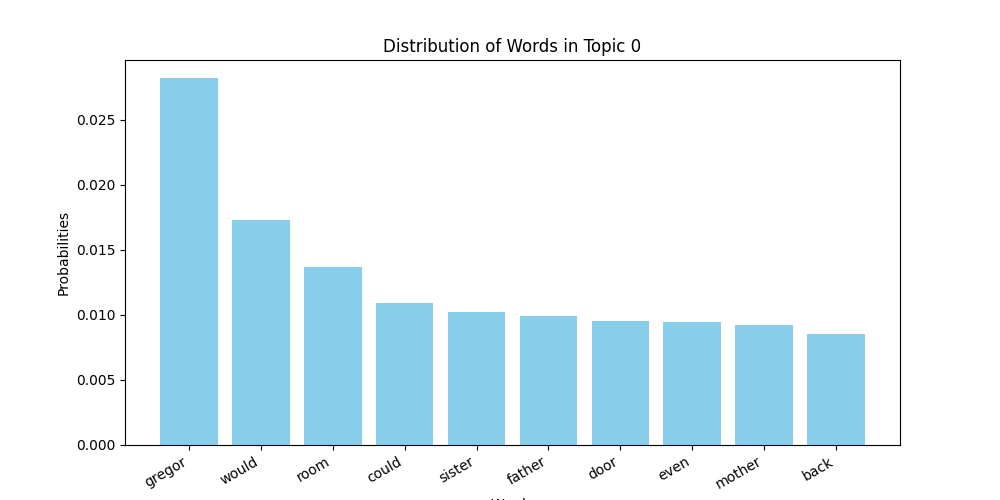 Distribution of Words in Topic 0
Probabilities
0.025
0.020
0.015
0.010
0.005
0.000
gregor would room could sister father door even mother back